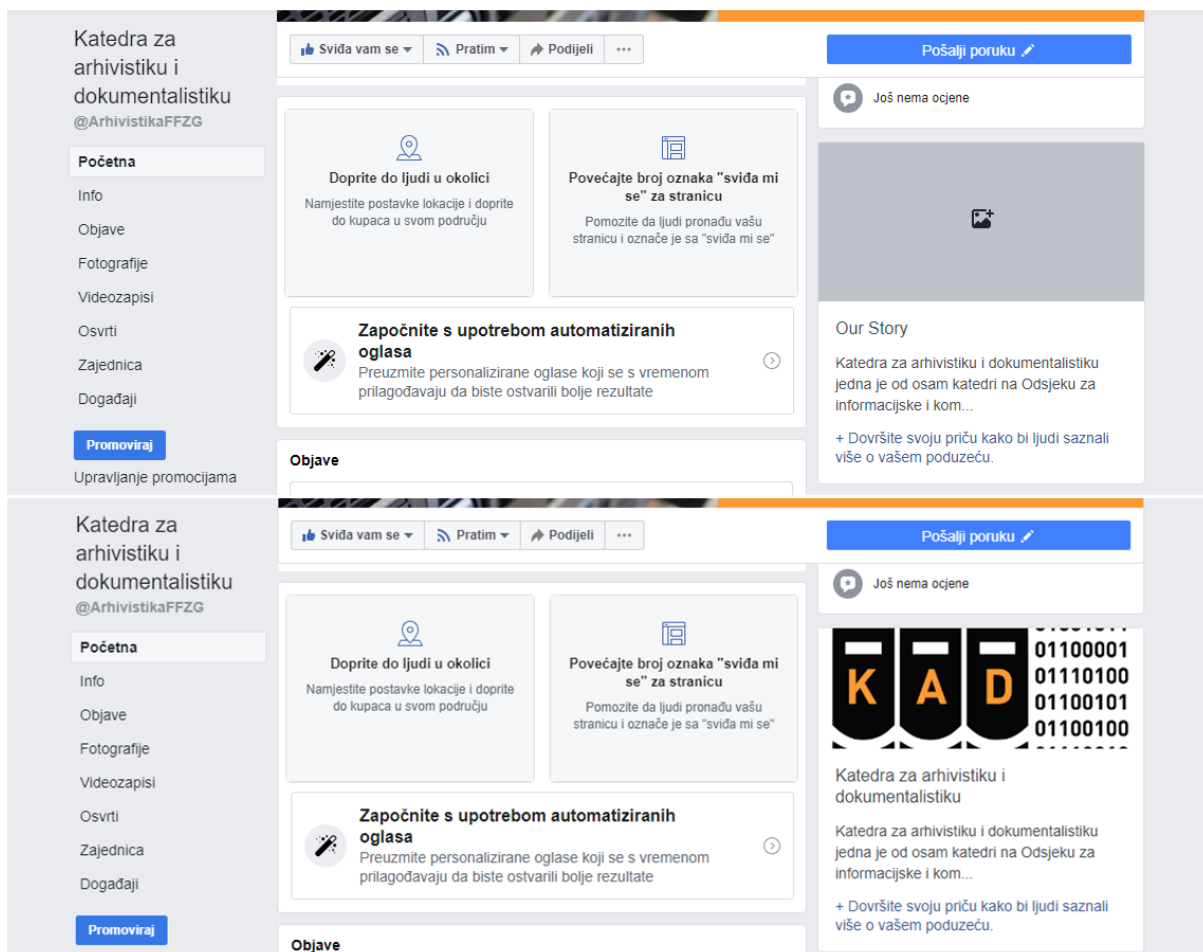 Katedra za
arhivistiku i
dokumentalistiku
@ArhivistikaFFZG
Početna
Info
Objave
Fotografije
Videozapisi
Osvrti
Zajednica
Događaji
Promoviraj
Upravljanje promocijama
Sviđa vam se
Pratim
Podijeli
Pošalji poruku
Doprite do ljudi u okolici
Namjestite postavke lokacije i doprite
do kupaca u svom području
Povećajte broj oznaka "sviđa mi
se" za stranicu
Pomozite da ljudi pronađu vašu
stranicu i označe je sa "sviđa mi se"
Započnite s upotrebom automatiziranih
oglasa
Preuzmite personalizirane oglase koji se s vremenom
prilagođavaju da biste ostvarili bolje rezultate
Objave
Još nema ocjene
Our Story
Katedra za arhivistiku i dokumentalistiku
jedna je od osam katedri na Odsjeku za
informacijske i kom...
+ Dovršite svoju priču kako bi ljudi saznali
više o vašem poduzeću.
Katedra za
arhivistiku i
dokumentalistiku
@ArhivistikaFFZG
Početna
Info
Objave
Fotografije
Videozapisi
Osvrti
Zajednica
Događaji
Promoviraj
Sviđa vam se
Pratim
Podijeli
Pošalji poruku
Doprite do ljudi u okolici
Namjestite postavke lokacije i doprite
do kupaca u svom području
Povećajte broj oznaka "sviđa mi
se" za stranicu
Pomozite da ljudi pronađu vašu
stranicu i označe je sa "sviđa mi se"
Započnite s upotrebom automatiziranih
oglasa
Preuzmite personalizirane oglase koji se s vremenom
prilagođavaju da biste ostvarili bolje rezultate
Objave
Još nema ocjene
K A D
01100001
01110100
01100101
01100100
Katedra za arhivistiku i
dokumentalistiku
Katedra za arhivistiku i dokumentalistiku
jedna je od osam katedri na Odsjeku za
informacijske i kom...
+ Dovršite svoju priču kako bi ljudi saznali
više o vašem poduzeću.